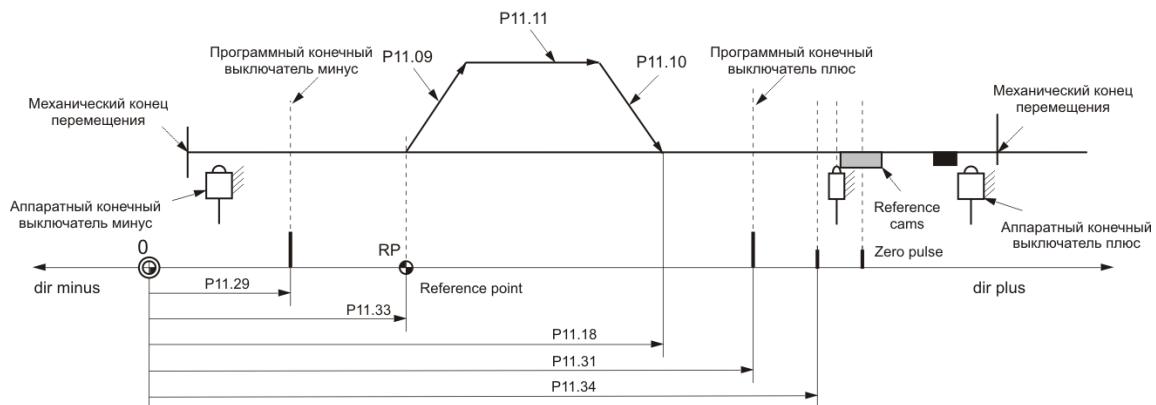 P11.11
P11.09
P11.10
Программный конечный
выключатель минус
Программный конечный
выключатель плюс
Механический конец
перемещения
Механический конец
перемещения
Аппаратный конечный
выключатель минус
Reference
cams
Аппаратный конечный
выключатель плюс
0
RP
Zero pulse
dir minus
P11.29
Reference point
dir plus
P11.33
P11.18
P11.31
P11.34